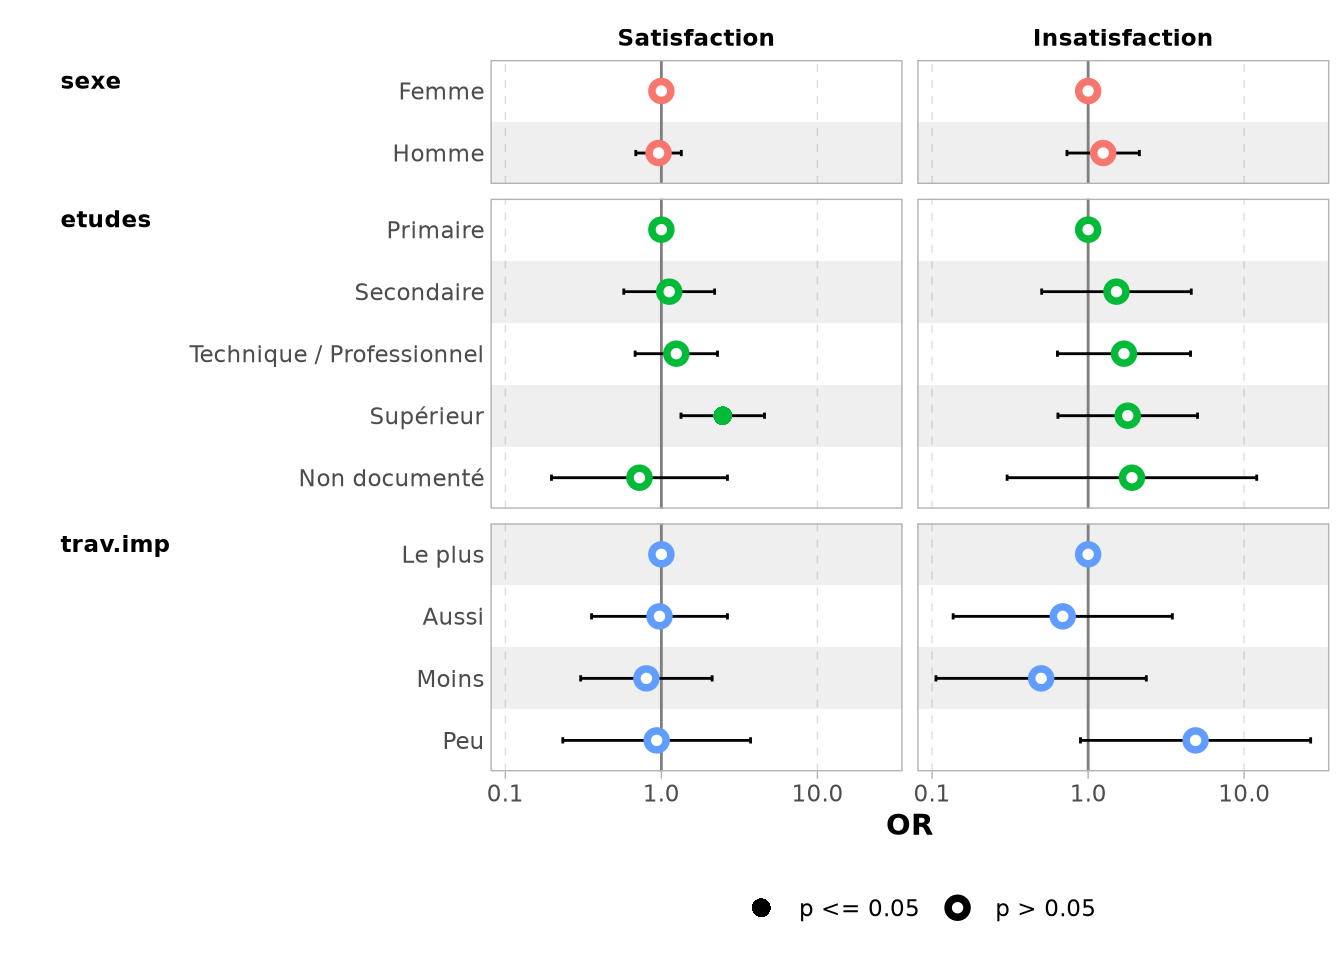 Satisfaction Insatisfaction
sexe
Femme
Homme
etudes
Primaire
Secondaire
Technique / Professionnel
Supérieur
Non documenté
trav.imp
Le plus
Aussi
Moins
Peu
0.1 1.0 10.0 0.1 1.0 10.0
OR
p <= 0.05 p > 0.05